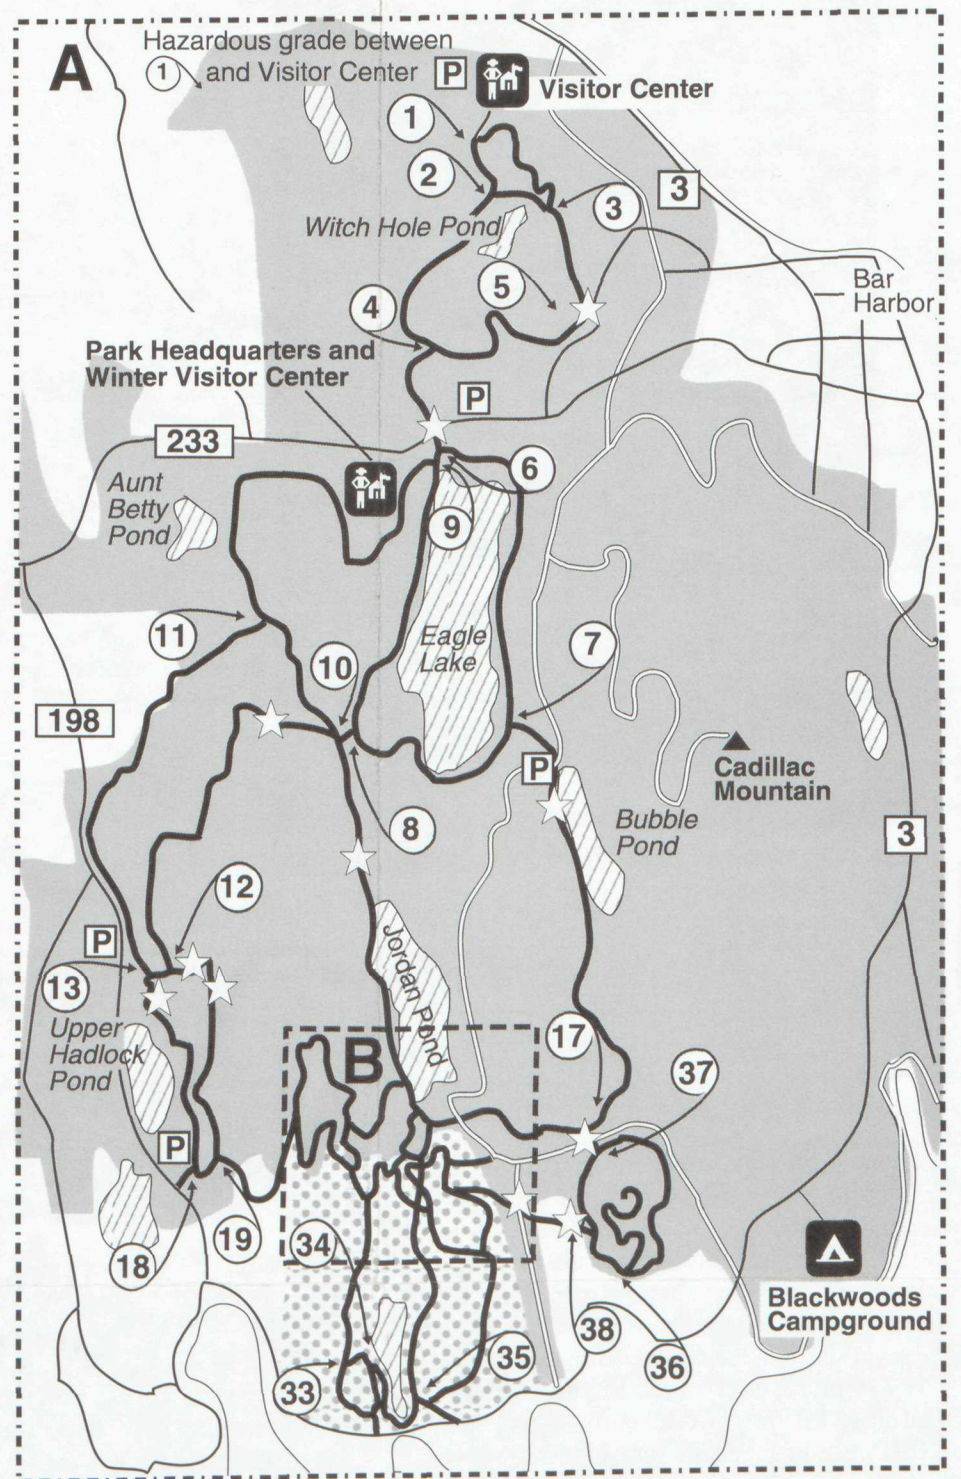 A
Hazardous grade between
1 and Visitor Center
P
Visitor Center
1
2
3
3
Witch Hole Pond
5
4
Bar
Harbor
Park Headquarters and
Winter Visitor Center
P
233
6
Aunt
Betty
Pond
9
11
Eagle
Lake
7
10
198
P
Cadillac
Mountain
8
Bubble
Pond
3
12
P
13
Jordan Pond
Upper
Hadlock
Pond
17
B
37
P
19
34
18
Blackwoods
Campground
38
35
36
33